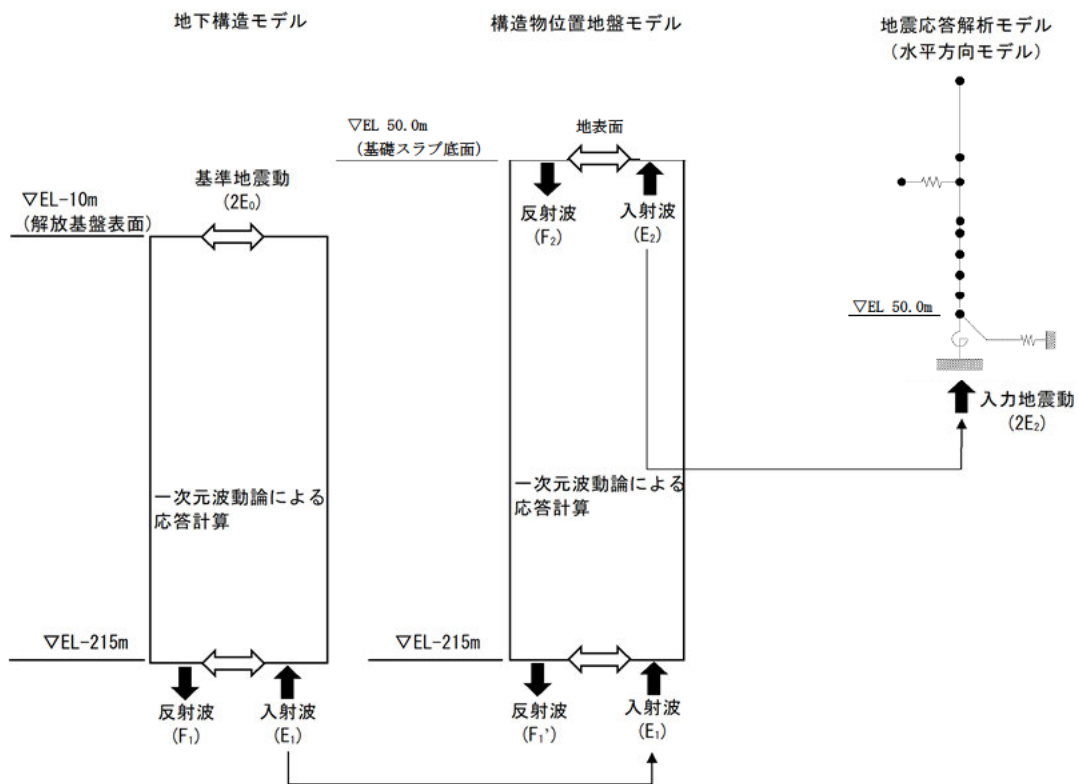 地下構造モデル
▽EL-10m
(解放基盤表面)
基準地震動
(2E₀)
一次元波動論による
応答計算
▽EL-215m
反射波
(F₁)
入射波
(E₁)
構造物位置地盤モデル
▽EL 50.0m
(基礎スラブ底面)
地表面
反射波
(F₂)
入射波
(E₂)
一次元波動論による
応答計算
▽EL-215m
反射波
(F₁')
入射波
(E₁)
地震応答解析モデル
(水平方向モデル)
▽EL 50.0m
入力地震動
(2E₂)